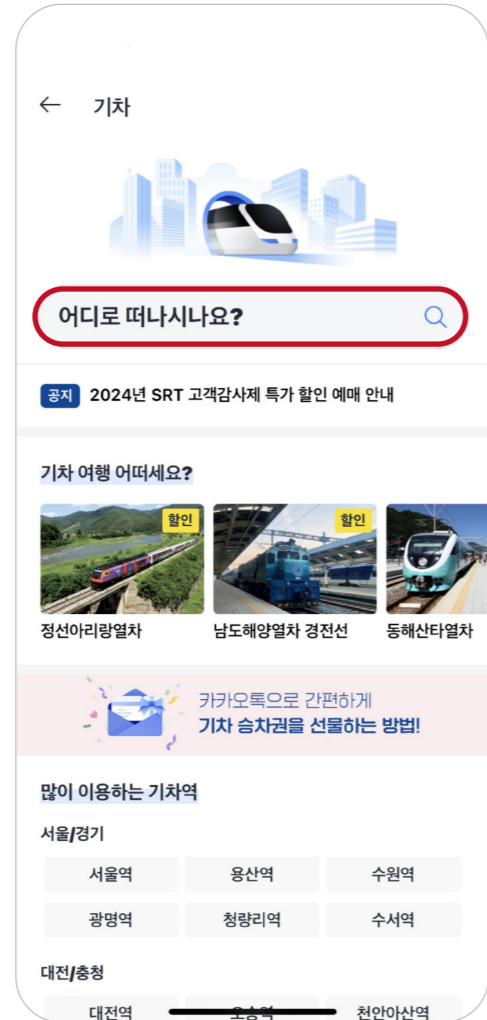 ← 기차
어디로 떠나시나요?
공지 2024년 SRT 고객감사제 특가 할인 예매 안내
기차 여행 어떠세요?
할인 할인
정선아리랑열차 남도해양열차 경전선 동해산타열차
카카오톡으로 간편하게
기차 승차권을 선물하는 방법!
많이 이용하는 기차역
서울/경기
서울역 용산역 수원역
광명역 청량리역 수서역
대전/충청
대전역 오송역 천안아산역